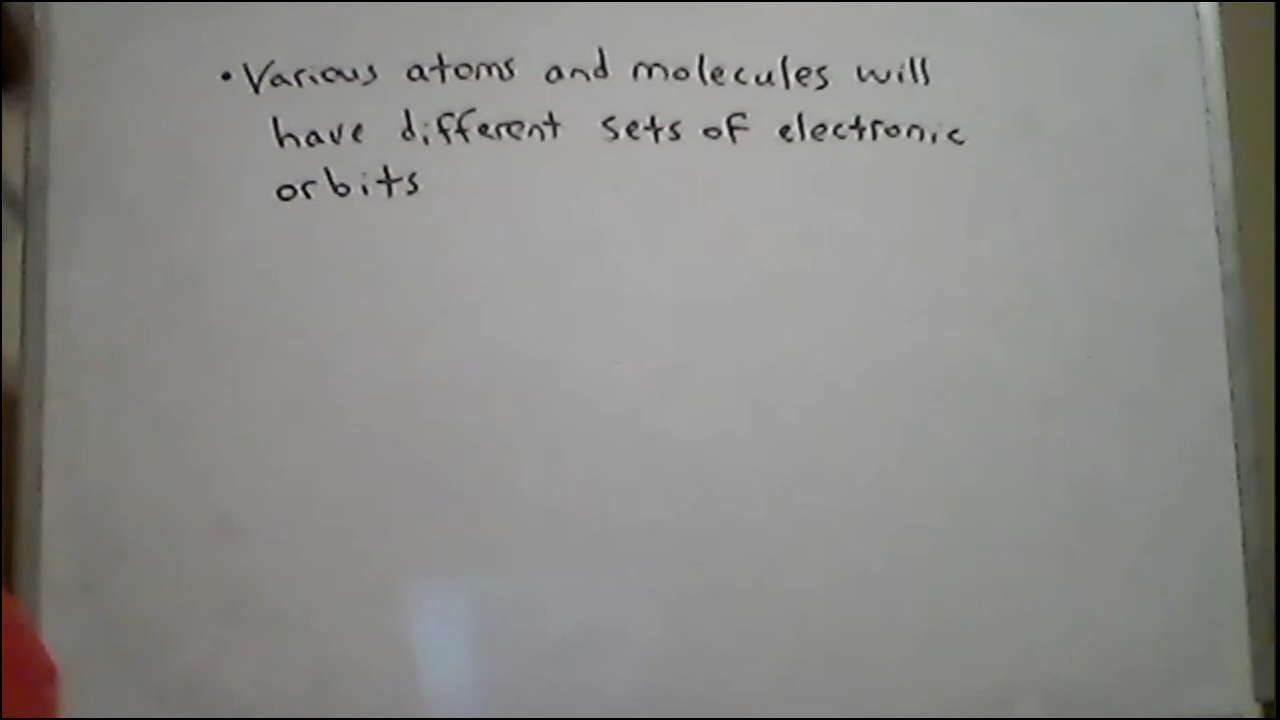 • Various atoms and molecules will
have different sets of electronic
orbits